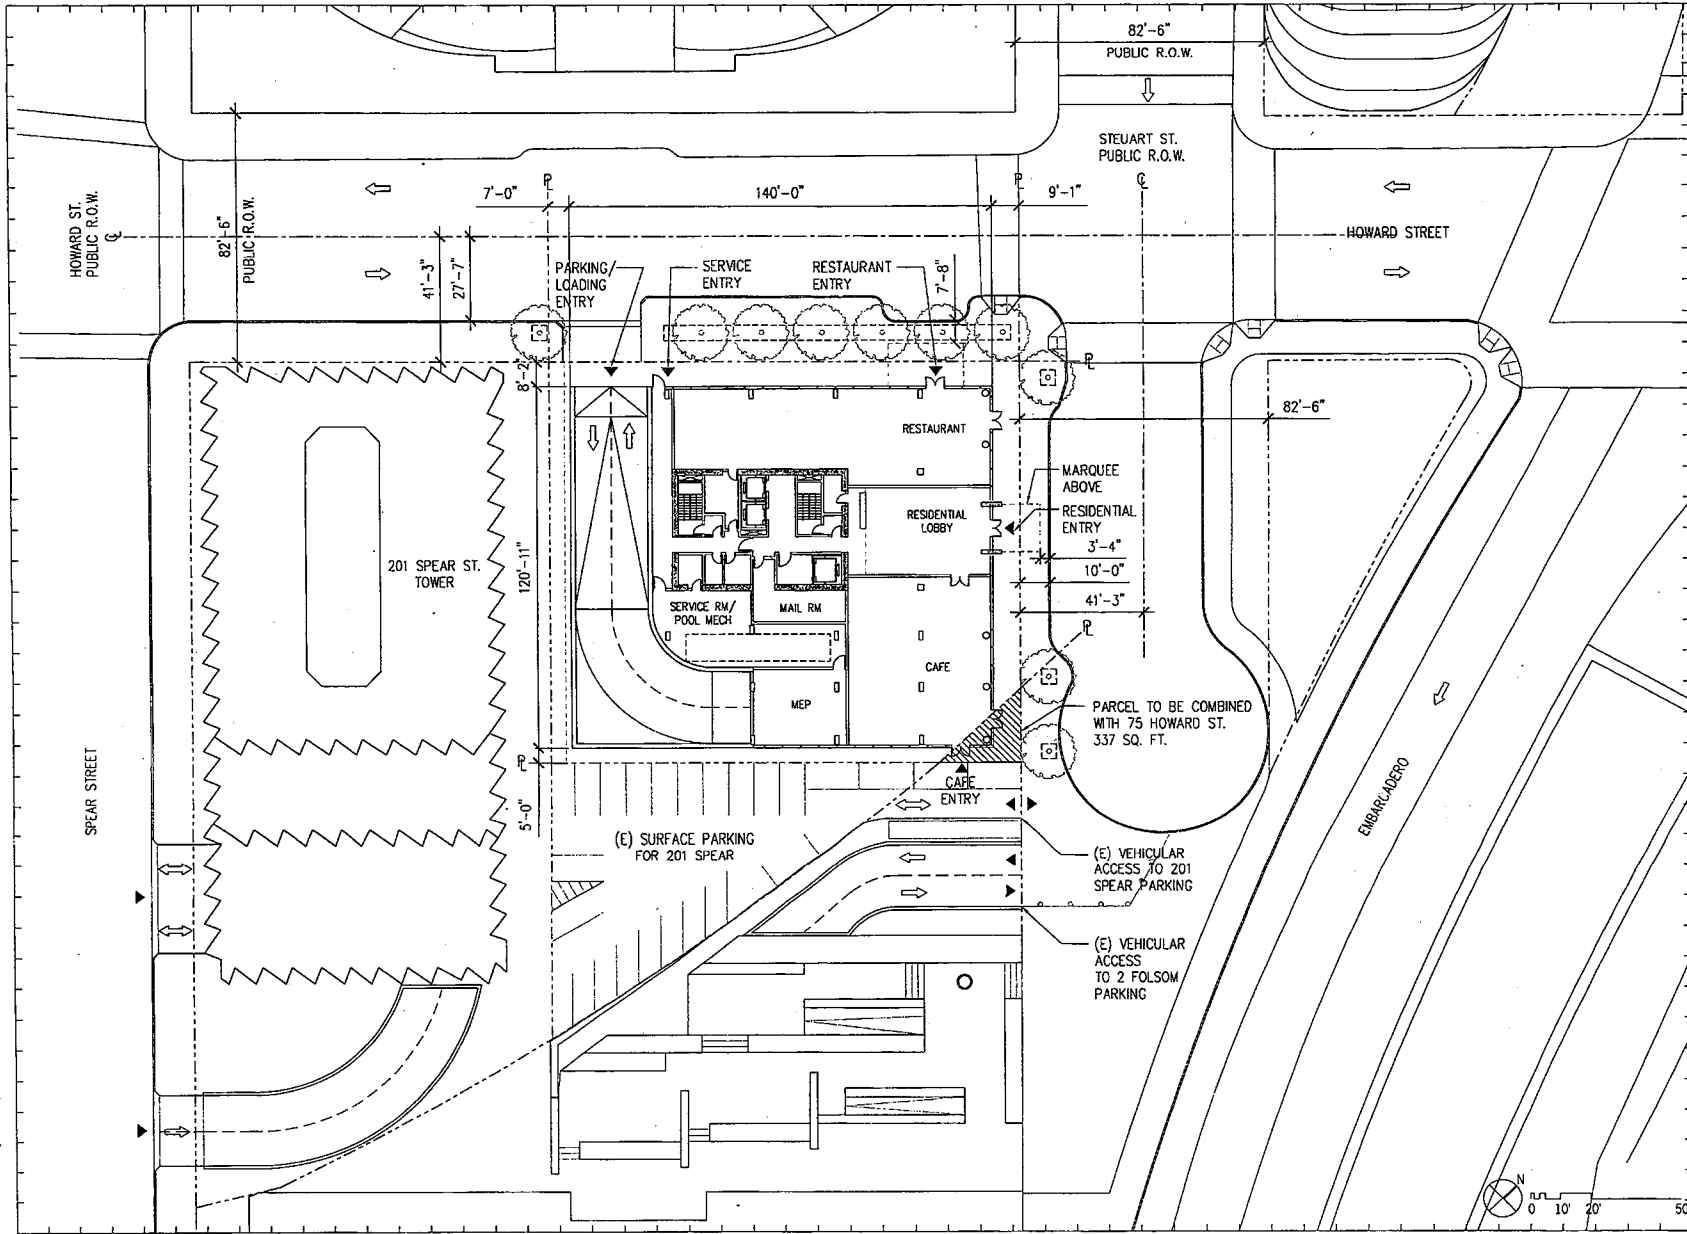 82'-6"
PUBLIC R.O.W.
STEUART ST.
PUBLIC R.O.W.
HOWARD ST.
PUBLIC R.O.W.
82'-6"
PUBLIC R.O.W.
7'-0"
140'-0"
9'-1"
HOWARD STREET
41'-3"
27'-7"
PARKING/
LOADING
ENTRY
SERVICE
ENTRY
RESTAURANT
ENTRY
7'-8"
8'-2"
82'-6"
RESTAURANT
MARQUEE
ABOVE
RESIDENTIAL
LOBBY
RESIDENTIAL
ENTRY
3'-4"
10'-0"
41'-3"
201 SPEAR ST.
TOWER
120'-11"
SERVICE RM/
POOL MECH
MAIL RM
CAFE
MEP
PARCEL TO BE COMBINED
WITH 75 HOWARD ST.
337 SQ. FT.
CAFE
ENTRY
5'-0"
SPEAR STREET
EMBARCADERO
(E) SURFACE PARKING
FOR 201 SPEAR
(E) VEHICULAR
ACCESS TO 201
SPEAR PARKING
(E) VEHICULAR
ACCESS
TO 2 FOLSOM
PARKING
N
0 10' 20' 50